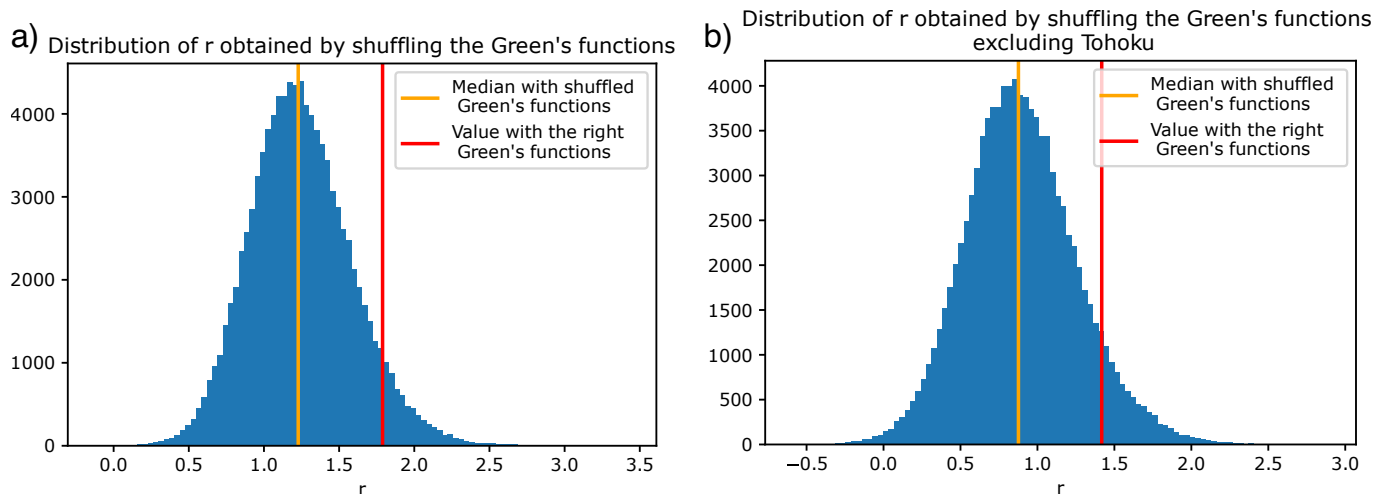 a)
Distribution of r obtained by shuffling the Green's functions
Median with shuffled
Green's functions
Value with the right
Green's functions
4000
3000
2000
1000
0
0.0 0.5 1.0 1.5 2.0 2.5 3.0 3.5
r
b)
Distribution of r obtained by shuffling the Green's functions
excluding Tohoku
Median with shuffled
Green's functions
Value with the right
Green's functions
4000
3500
3000
2500
2000
1500
1000
500
0
−0.5 0.0 0.5 1.0 1.5 2.0 2.5 3.0
r